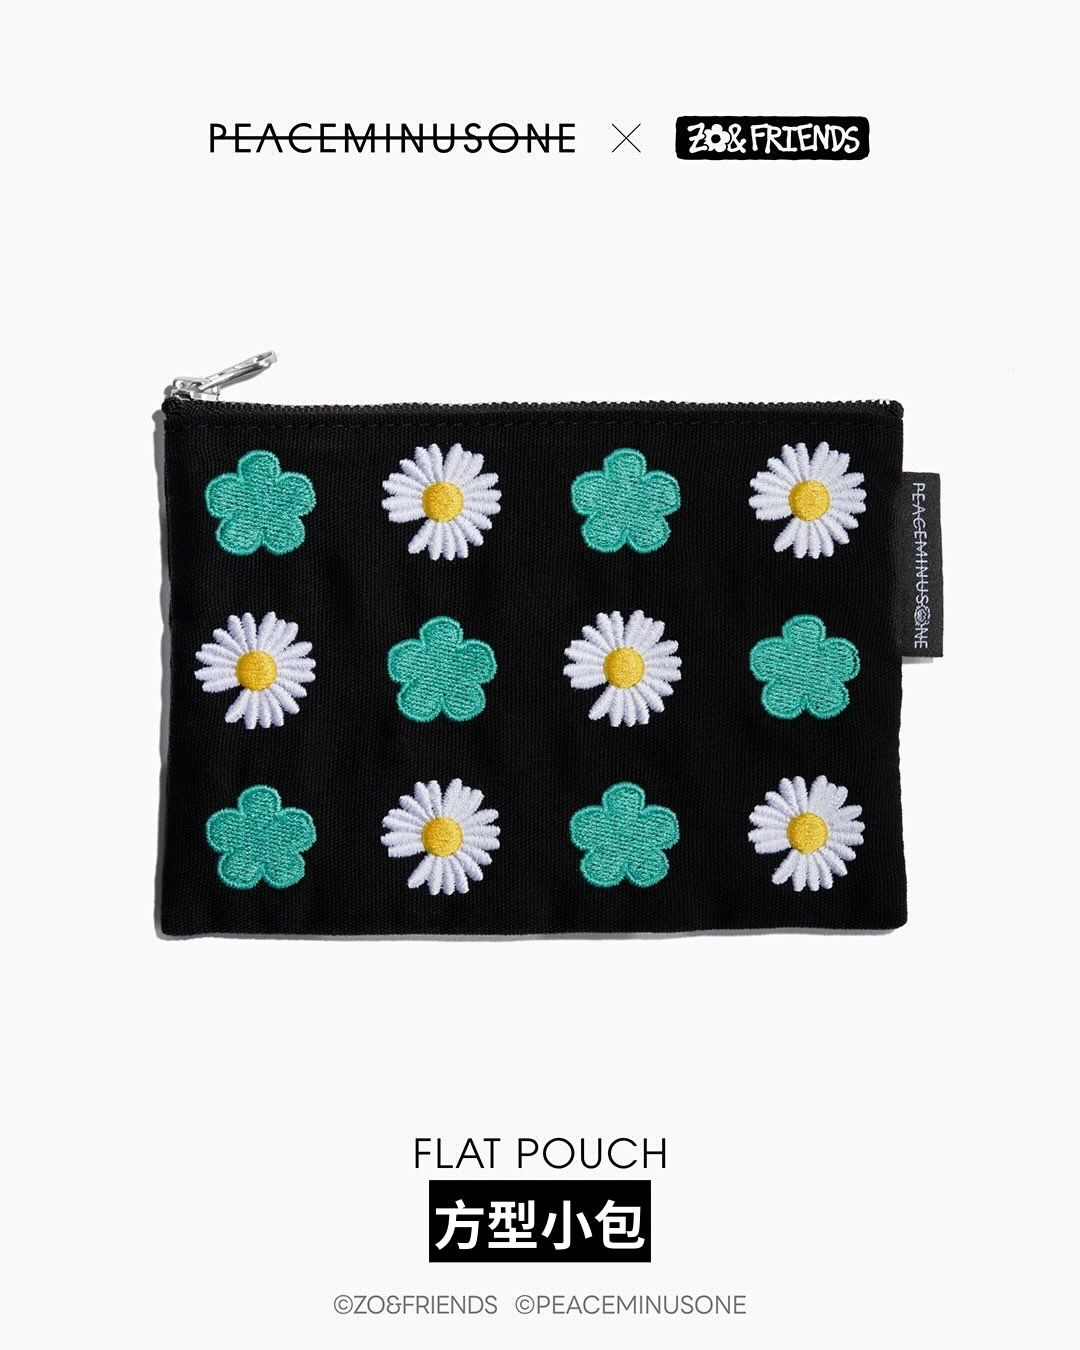 PEACEMINUSONE × ZO&FRIENDS
PEACEMINUSONE
FLAT POUCH
方型小包
©ZO&FRIENDS ©PEACEMINUSONE